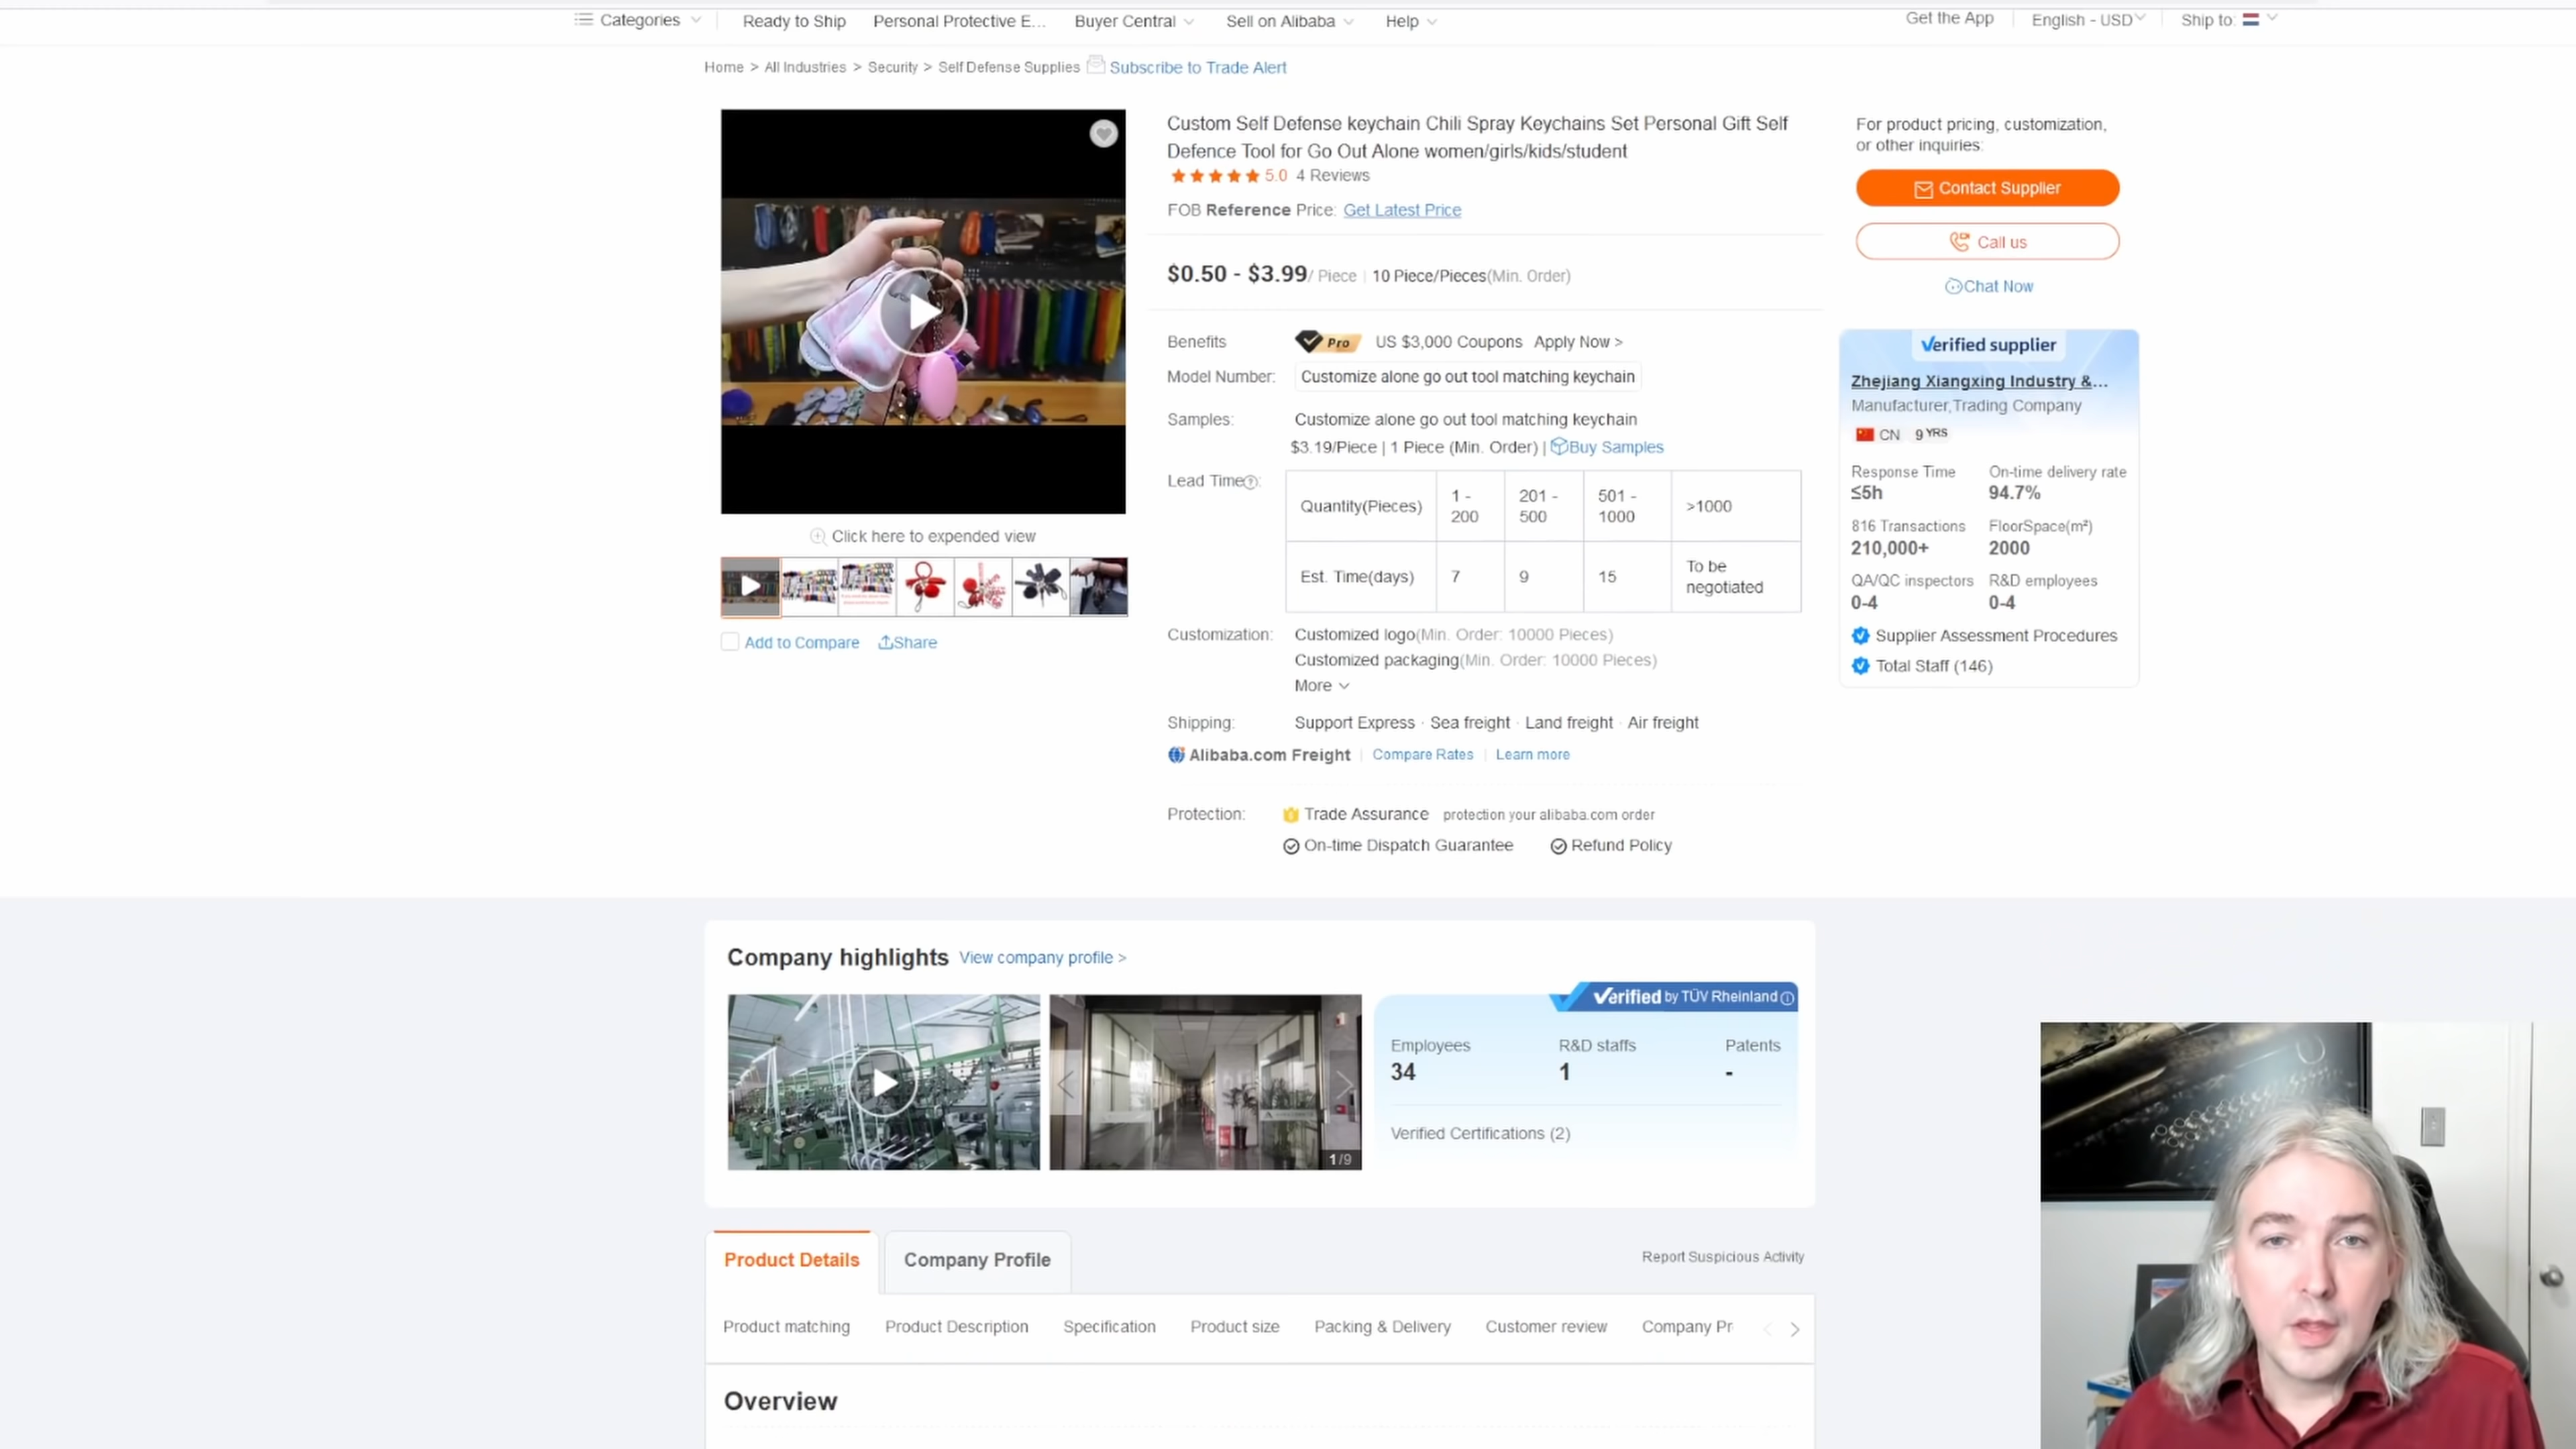 Categories
Ready to Ship
Personal Protective E...
Buyer Central
Sell on Alibaba
Help
Get the App
English - USD
Ship to:
Home > All Industries > Security > Self Defense Supplies
Subscribe to Trade Alert
Custom Self Defense keychain Chili Spray Keychains Set Personal Gift Self
Defence Tool for Go Out Alone women/girls/kids/student
5.0 4 Reviews
FOB Reference Price: Get Latest Price
$0.50 - $3.99/ Piece | 10 Piece/Pieces(Min. Order)
Benefits
Pro US $3,000 Coupons Apply Now >
Model Number:
Customize alone go out tool matching keychain
Samples:
Customize alone go out tool matching keychain
$3.19/Piece | 1 Piece (Min. Order) | Buy Samples
Lead Time:
Quantity(Pieces)
1 -
200
201 -
500
501 -
1000
>1000
Est. Time(days)
7
9
15
To be
negotiated
Customization:
Customized logo(Min. Order: 10000 Pieces)
Customized packaging(Min. Order: 10000 Pieces)
More
Shipping:
Support Express · Sea freight · Land freight · Air freight
Alibaba.com Freight | Compare Rates | Learn more
Protection:
Trade Assurance protection your alibaba.com order
On-time Dispatch Guarantee
Refund Policy
Click here to expended view
Add to Compare
Share
For product pricing, customization,
or other inquiries:
Contact Supplier
Call us
Chat Now
Verified supplier
Zhejiang Xiangxing Industry &...
Manufacturer,Trading Company
CN 9 YRS
Response Time
≤5h
On-time delivery rate
94.7%
816 Transactions
210,000+
FloorSpace(m²)
2000
QA/QC inspectors
0-4
R&D employees
0-4
Supplier Assessment Procedures
Total Staff (146)
Company highlights
View company profile >
1/9
Verified by TÜV Rheinland
Employees
34
R&D staffs
1
Patents
-
Verified Certifications (2)
Product Details
Company Profile
Report Suspicious Activity
Product matching
Product Description
Specification
Product size
Packing & Delivery
Customer review
Company Pr
Overview